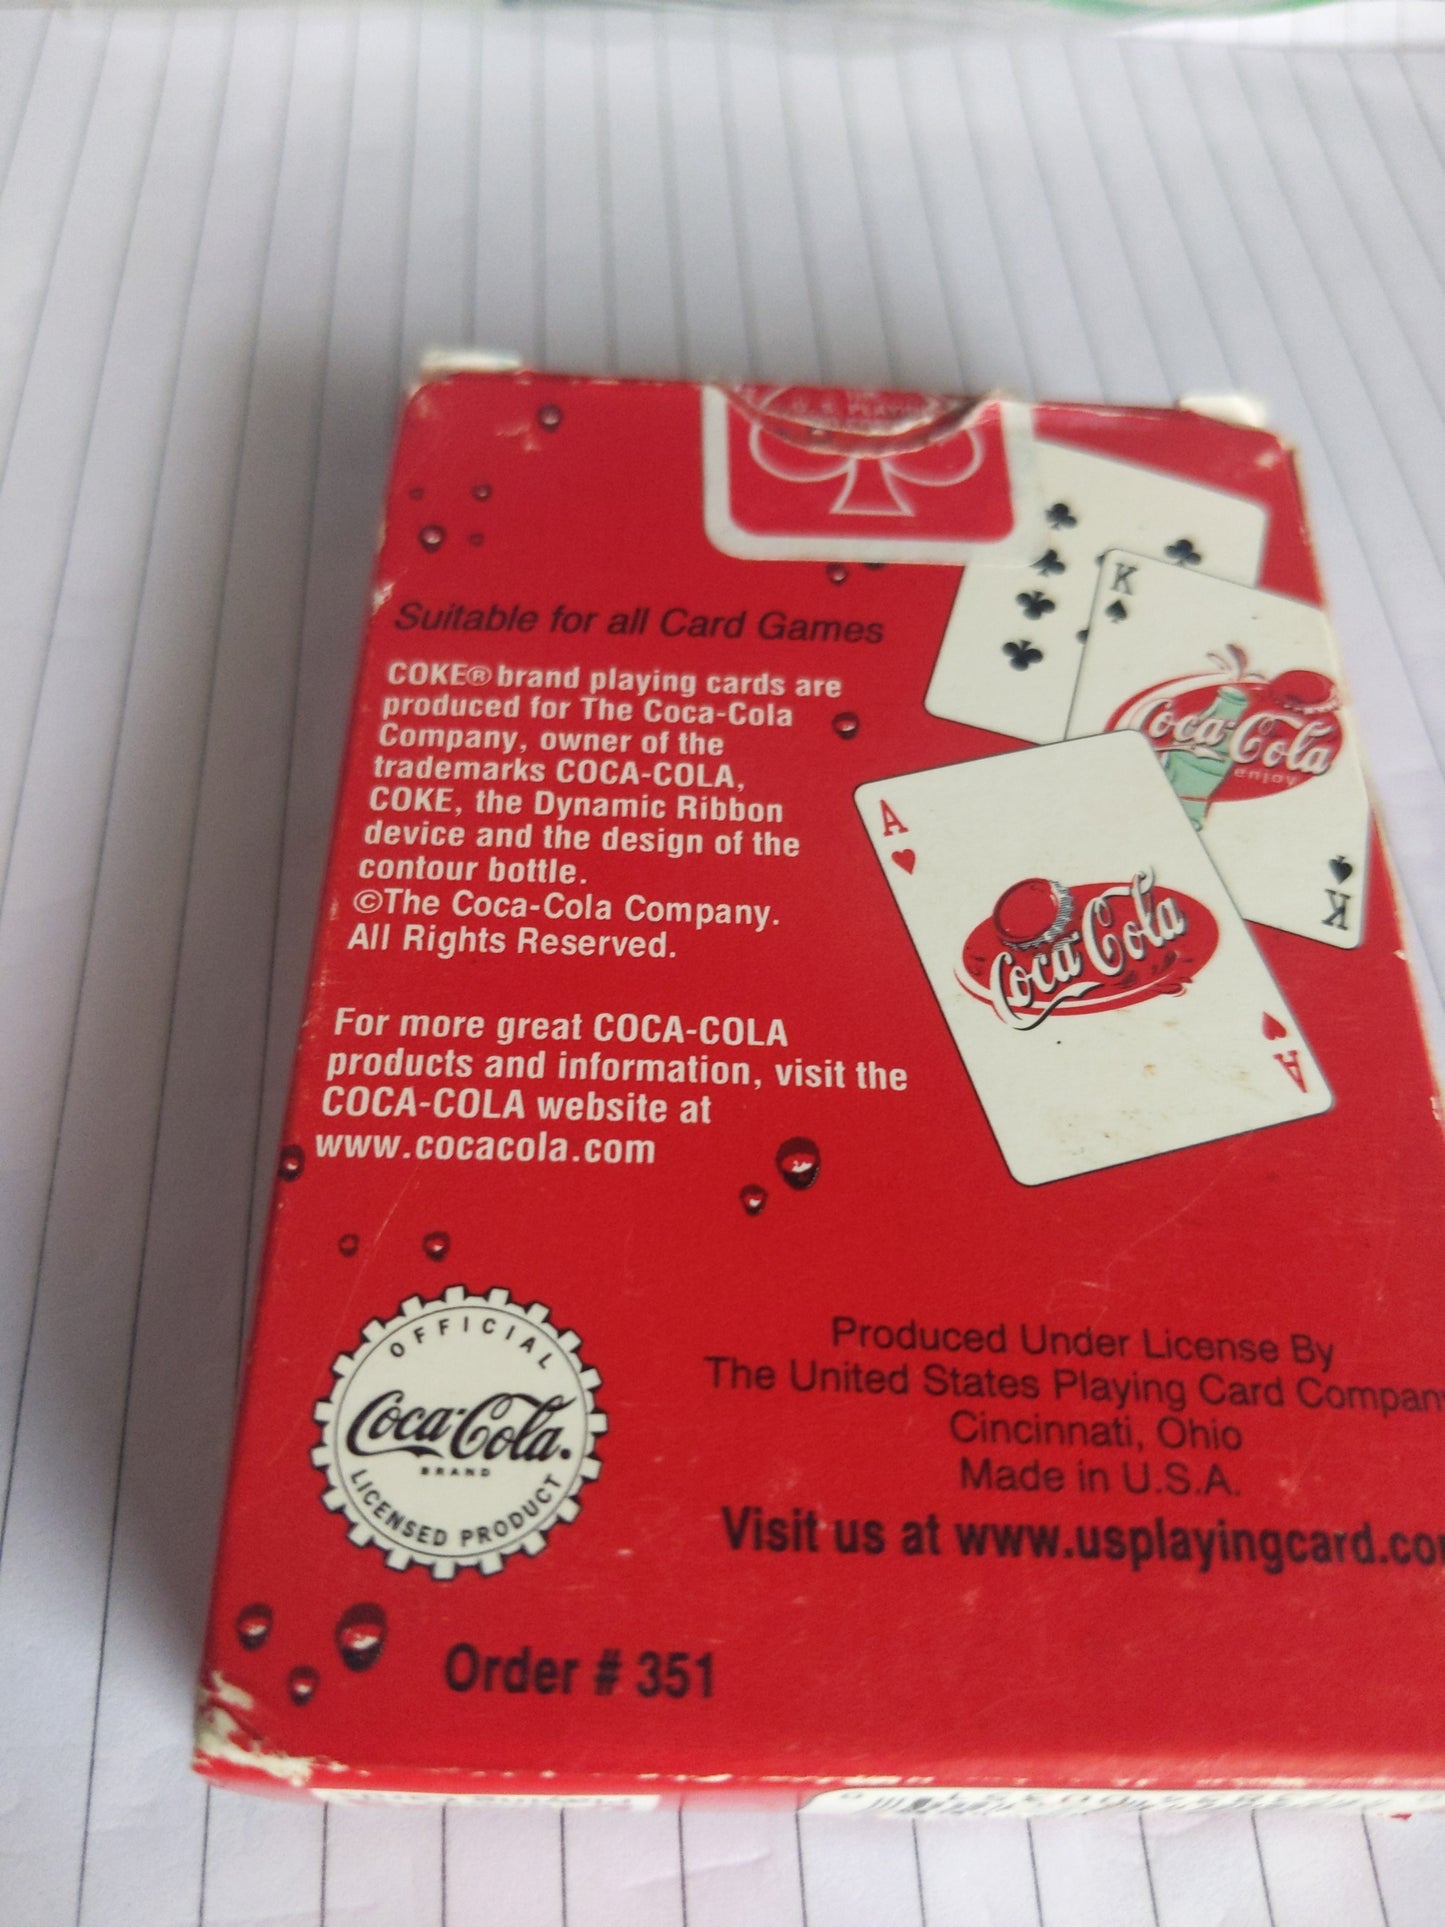 U. S. PLAYING
Suitable for all Card Games
COKE® brand playing cards are
produced for The Coca-Cola
Company, owner of the
trademarks COCA-COLA,
COKE, the Dynamic Ribbon
device and the design of the
contour bottle.
©The Coca-Cola Company.
All Rights Reserved.
For more great COCA-COLA
products and information, visit the
COCA-COLA website at
www.cocacola.com
K
Coca-Cola
enjoy
K
A
Coca-Cola
A
OFFICIAL
Coca-Cola.
BRAND
LICENSED PRODUCT
Produced Under License By
The United States Playing Card Compan
Cincinnati, Ohio
Made in U.S.A.
Visit us at www.usplayingcard.co
Order # 351